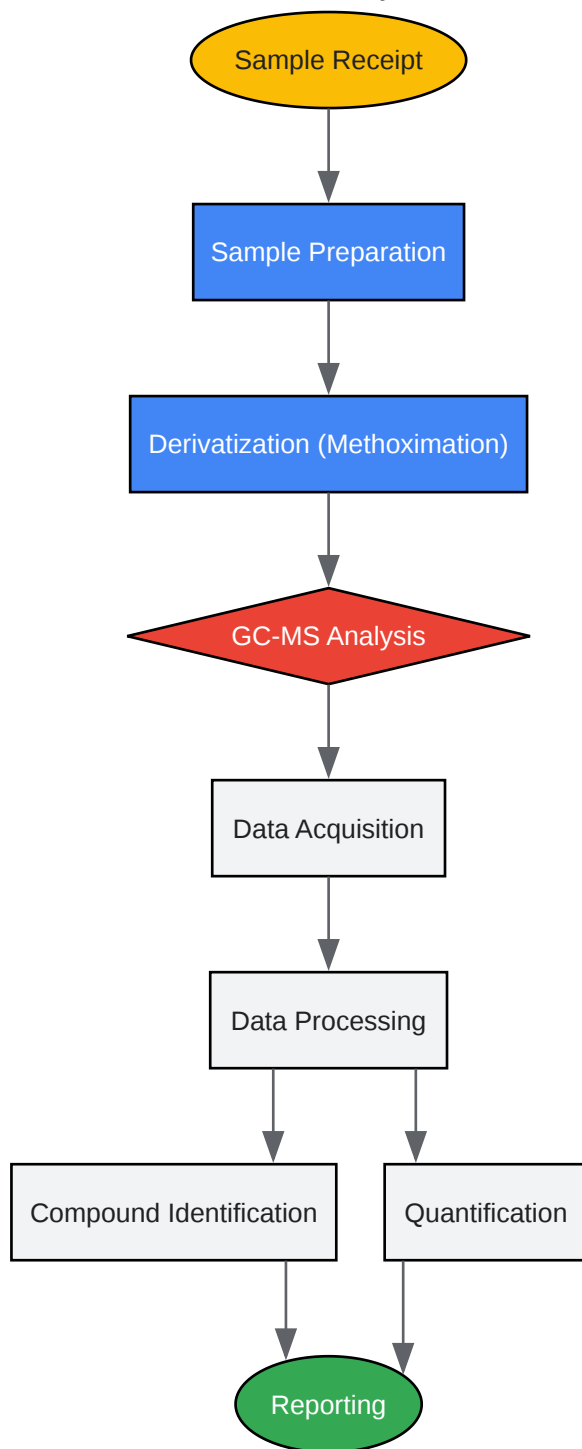 Sample Receipt
Sample Preparation
Derivatization (Methoximation)
GC-MS Analysis
Data Acquisition
Data Processing
Compound Identification
Quantification
Reporting